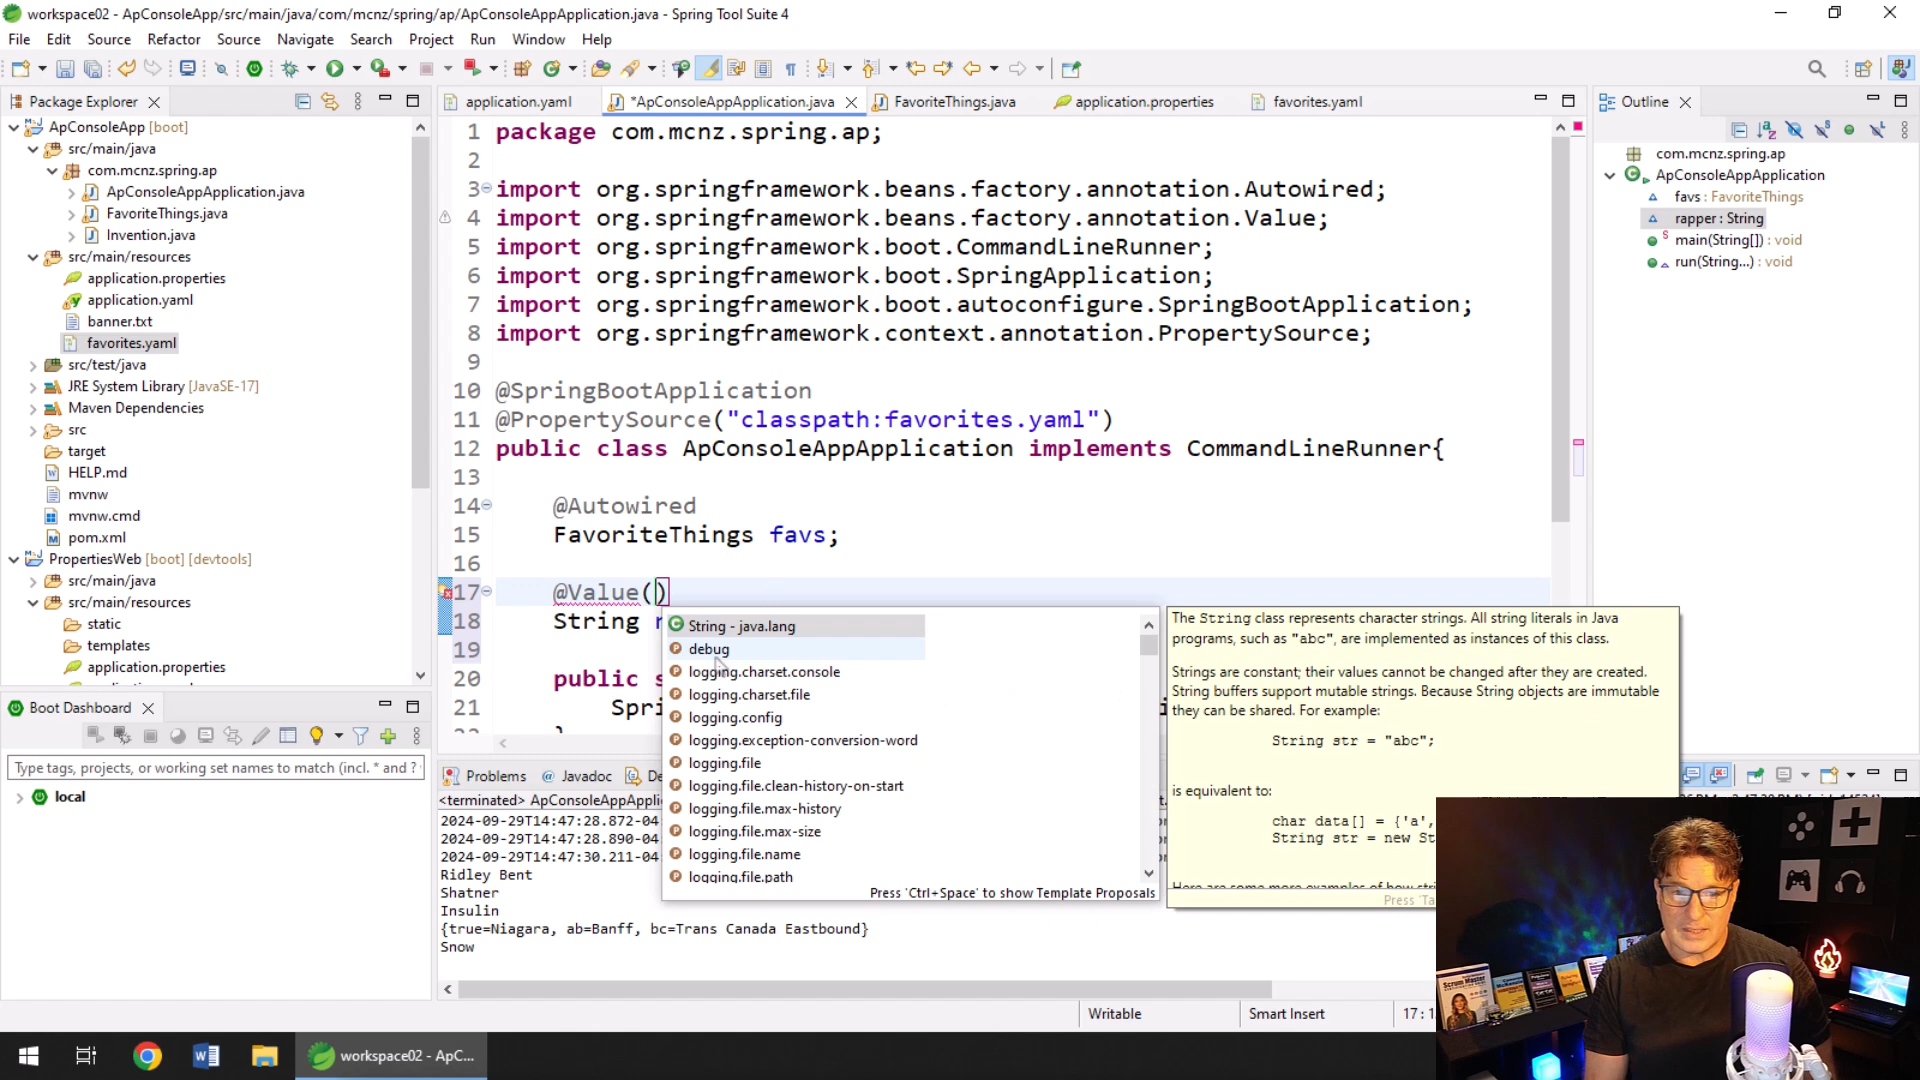 workspace02 - ApConsoleApp/src/main/java/com/mcnz/spring/ap/ApConsoleAppApplication.java - Spring Tool Suite 4
File Edit Source Refactor Source Navigate Search Project Run Window Help
Package Explorer
ApConsoleApp [boot]
src/main/java
com.mcnz.spring.ap
ApConsoleAppApplication.java
FavoriteThings.java
Invention.java
src/main/resources
application.properties
application.yaml
banner.txt
favorites.yaml
src/test/java
JRE System Library [JavaSE-17]
Maven Dependencies
src
target
HELP.md
mvnw
mvnw.cmd
pom.xml
PropertiesWeb [boot] [devtools]
src/main/java
src/main/resources
static
templates
application.properties
Boot Dashboard
Type tags, projects, or working set names to match (incl. * and ?
local
application.yaml *ApConsoleAppApplication.java FavoriteThings.java application.properties favorites.yaml
1 package com.mcnz.spring.ap;
2
3 import org.springframework.beans.factory.annotation.Autowired;
4 import org.springframework.beans.factory.annotation.Value;
5 import org.springframework.boot.CommandLineRunner;
6 import org.springframework.boot.SpringApplication;
7 import org.springframework.boot.autoconfigure.SpringBootApplication;
8 import org.springframework.context.annotation.PropertySource;
9
10 @SpringBootApplication
11 @PropertySource("classpath:favorites.yaml")
12 public class ApConsoleAppApplication implements CommandLineRunner{
13
14 @Autowired
15 FavoriteThings favs;
16
17 @Value()
18 String
19
20 public s
21 Spri
22 }
String - java.lang
debug
logging.charset.console
logging.charset.file
logging.config
logging.exception-conversion-word
logging.file
logging.file.clean-history-on-start
logging.file.max-history
logging.file.max-size
logging.file.name
logging.file.path
Press 'Ctrl+Space' to show Template Proposals
The String class represents character strings. All string literals in Java
programs, such as "abc", are implemented as instances of this class.
Strings are constant; their values cannot be changed after they are created.
String buffers support mutable strings. Because String objects are immutable
they can be shared. For example:
String str = "abc";
is equivalent to:
char data[] = {'a',
String str = new St
Here are some more examples of how stri
Press 'Ta
Problems @ Javadoc De
<terminated> ApConsoleAppAppli
2024-09-29T14:47:28.872-04
2024-09-29T14:47:28.890-04
2024-09-29T14:47:30.211-04
Ridley Bent
Shatner
Insulin
{true=Niagara, ab=Banff, bc=Trans Canada Eastbound}
Snow
Outline
com.mcnz.spring.ap
ApConsoleAppApplication
favs : FavoriteThings
rapper : String
main(String[]) : void
run(String...) : void
Writable
Smart Insert
17 : 1
workspace02 - ApC...